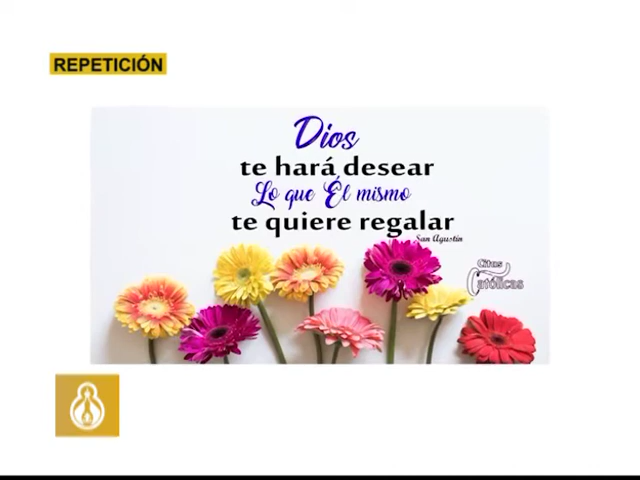 REPETICIÓN
Dios
te hará desear
Lo que Él mismo
te quiere regalar
San Agustín
Citas
Católicas